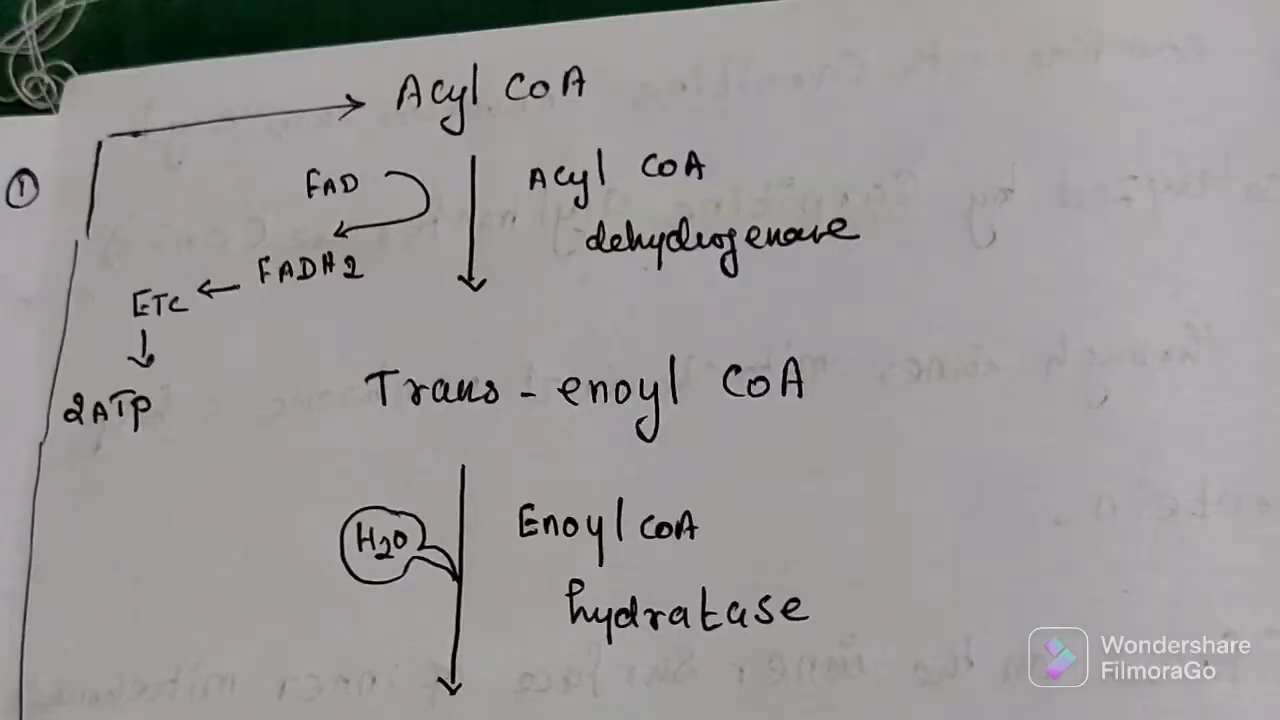 Acyl CoA
①
FAD
Acyl CoA
dehydrogenase
FADH2
ETC
2ATP
Trans - enoyl CoA
H2O
Enoyl CoA
hydratase
Wondershare
FilmoraGo